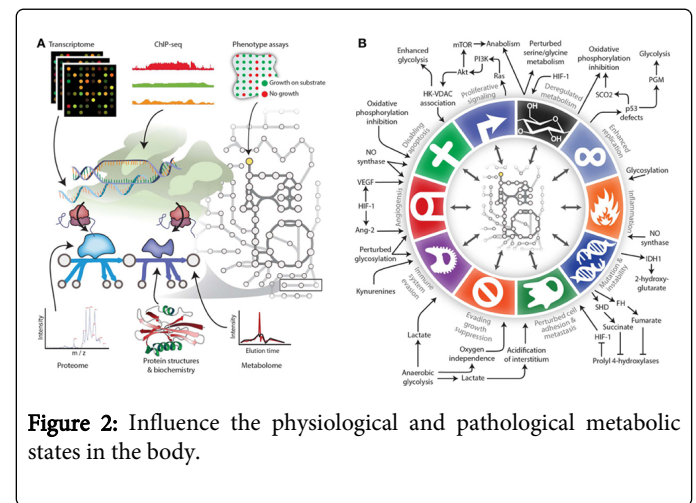 A
Transcriptome
ChIP-seq
Phenotype assays
Growth on substrate
No growth
Intensity
m / z
Proteome
Protein structures
& biochemistry
Intensity
Elution time
Metabolome
B
Enhanced
glycolysis
mTOR
Anabolism
PI3K
Akt
Ras
HK-VDAC
association
Perturbed
serine/glycine
metabolism
HIF-1
Oxidative
phosphorylation
inhibition
SCO2
p53
defects
Glycolysis
PGM
Oxidative
phosphorylation
inhibition
NO
synthase
VEGF
HIF-1
Ang-2
Perturbed
glycosylation
Kynurenines
Proliferative
signaling
Deregulated
metabolism
OH
O
OH
Enhanced
replication
Inflammation
Mutation &
instability
Perturbed cell
adhesion &
metastasis
Evading
growth
suppression
Immune
system
evasion
Angiogenesis
Disabling
apoptosis
Glycosylation
NO
synthase
IDH1
2-hydroxy-
glutarate
SHD
FH
Succinate
Fumarate
HIF-1
Prolyl 4-hydroxylases
Lactate
Anaerobic
glycolysis
Oxygen
independence
Lactate
Acidification
of interstitium
Figure 2: Influence the physiological and pathological metabolic
states in the body.